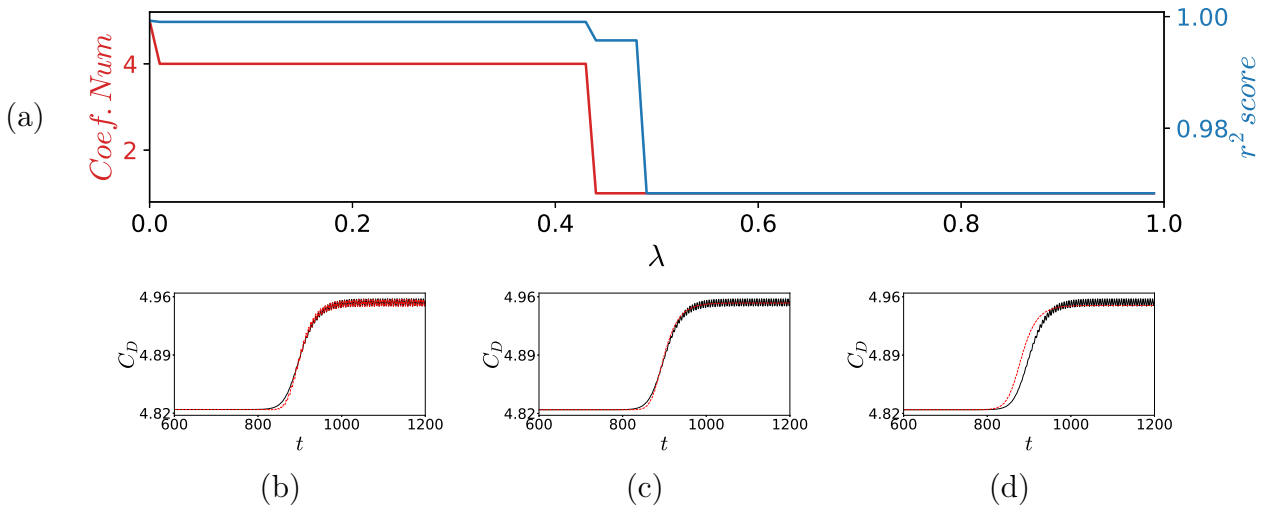 (a)
Coef. Num
4
2
1.00
0.98
r² score
0.0 0.2 0.4 0.6 0.8 1.0
λ
C_D
4.96
4.89
4.82
600 800 1000 1200
t
(b)
C_D
4.96
4.89
4.82
600 800 1000 1200
t
(c)
C_D
4.96
4.89
4.82
600 800 1000 1200
t
(d)